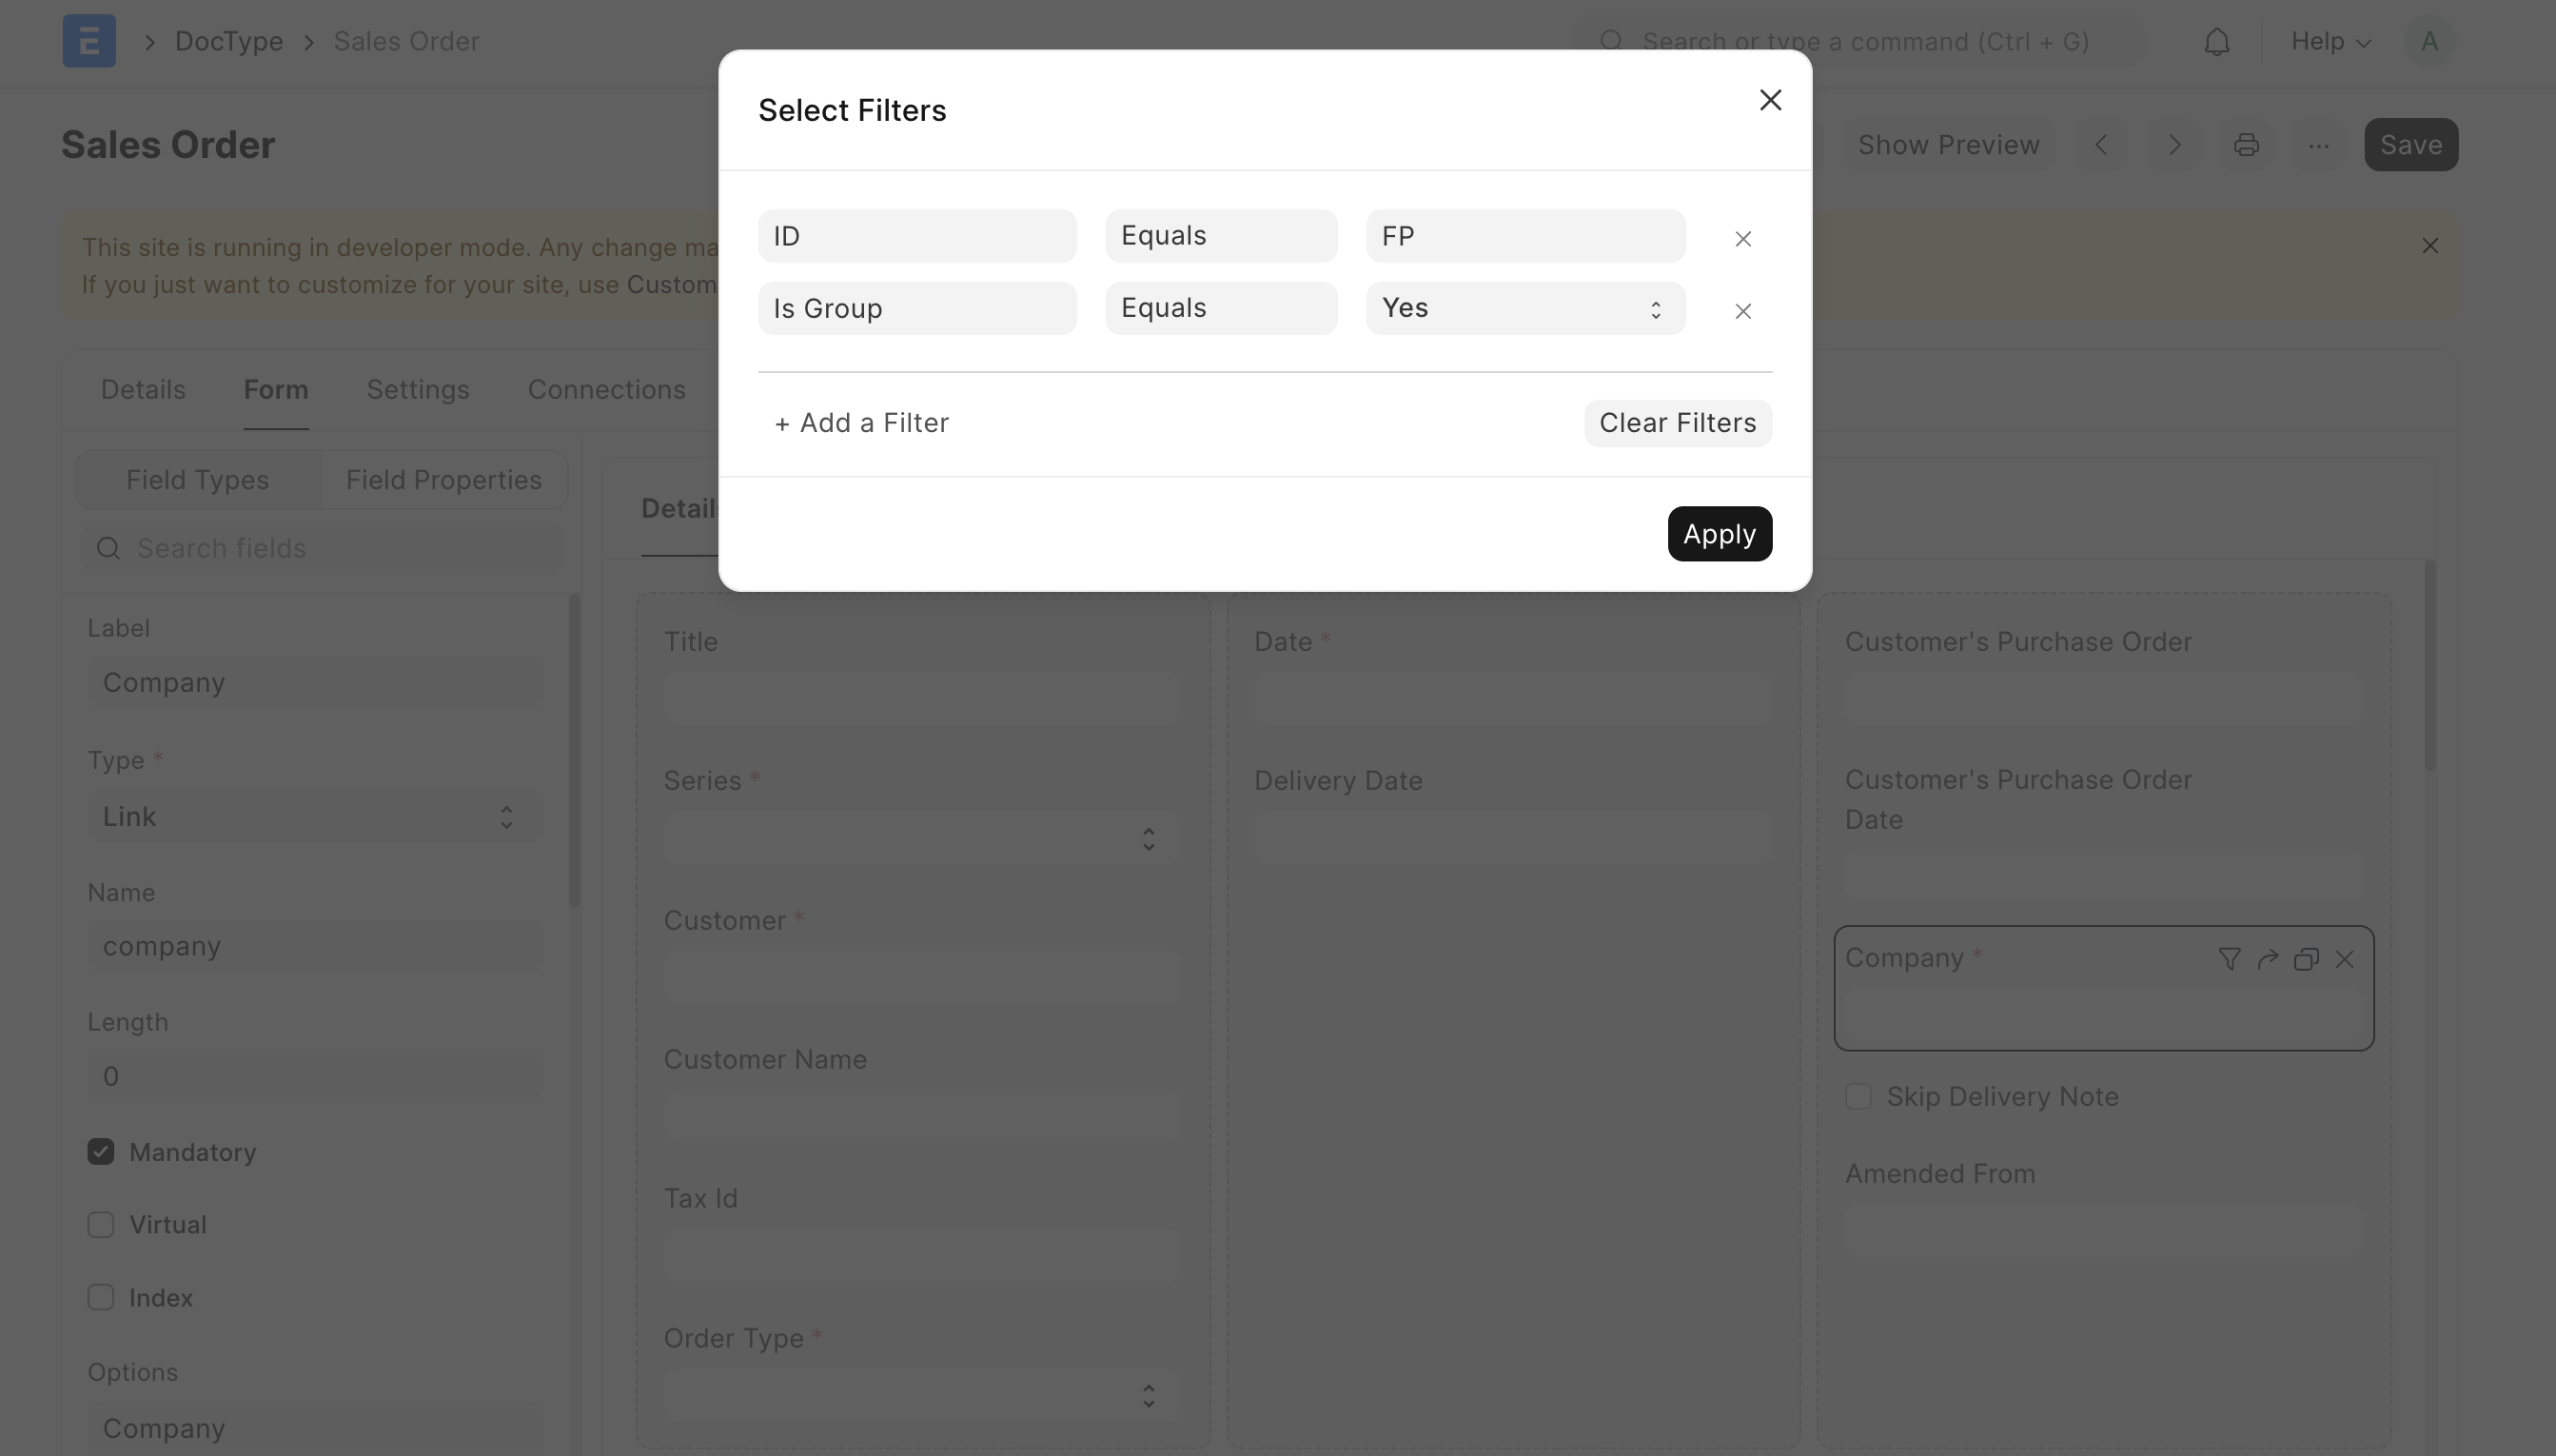 E
DocType
Sales Order
Search or type a command (Ctrl + G)
Help
A
Sales Order
Show Preview
...
Save
This site is running in developer mode. Any change ma
If you just want to customize for your site, use Custom
Select Filters
ID
Equals
FP
Is Group
Equals
Yes
+ Add a Filter
Clear Filters
Apply
Details
Form
Settings
Connections
Field Types
Field Properties
Search fields
Label
Company
Type *
Link
Name
company
Length
0
Mandatory
Virtual
Index
Options
Company
Details
Title
Series *
Customer *
Customer Name
Tax Id
Order Type *
Date *
Delivery Date
Customer's Purchase Order
Customer's Purchase Order
Date
Company *
Skip Delivery Note
Amended From